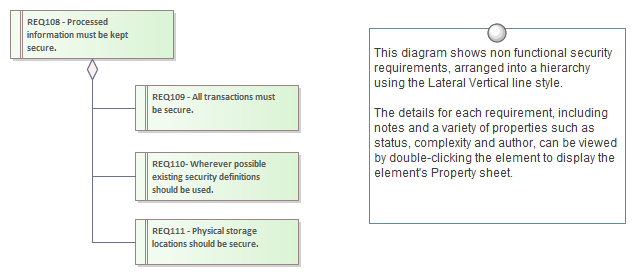 REQ108 - Processed
information must be kept
secure.
REQ109 - All transactions must
be secure.
REQ110- Wherever possible
existing security definitions
should be used.
REQ111 - Physical storage
locations should be secure.
This diagram shows non functional security
requirements, arranged into a hierarchy
using the Lateral Vertical line style.
The details for each requirement, including
notes and a variety of properties such as
status, complexity and author, can be viewed
by double-clicking the element to display the
element's Property sheet.